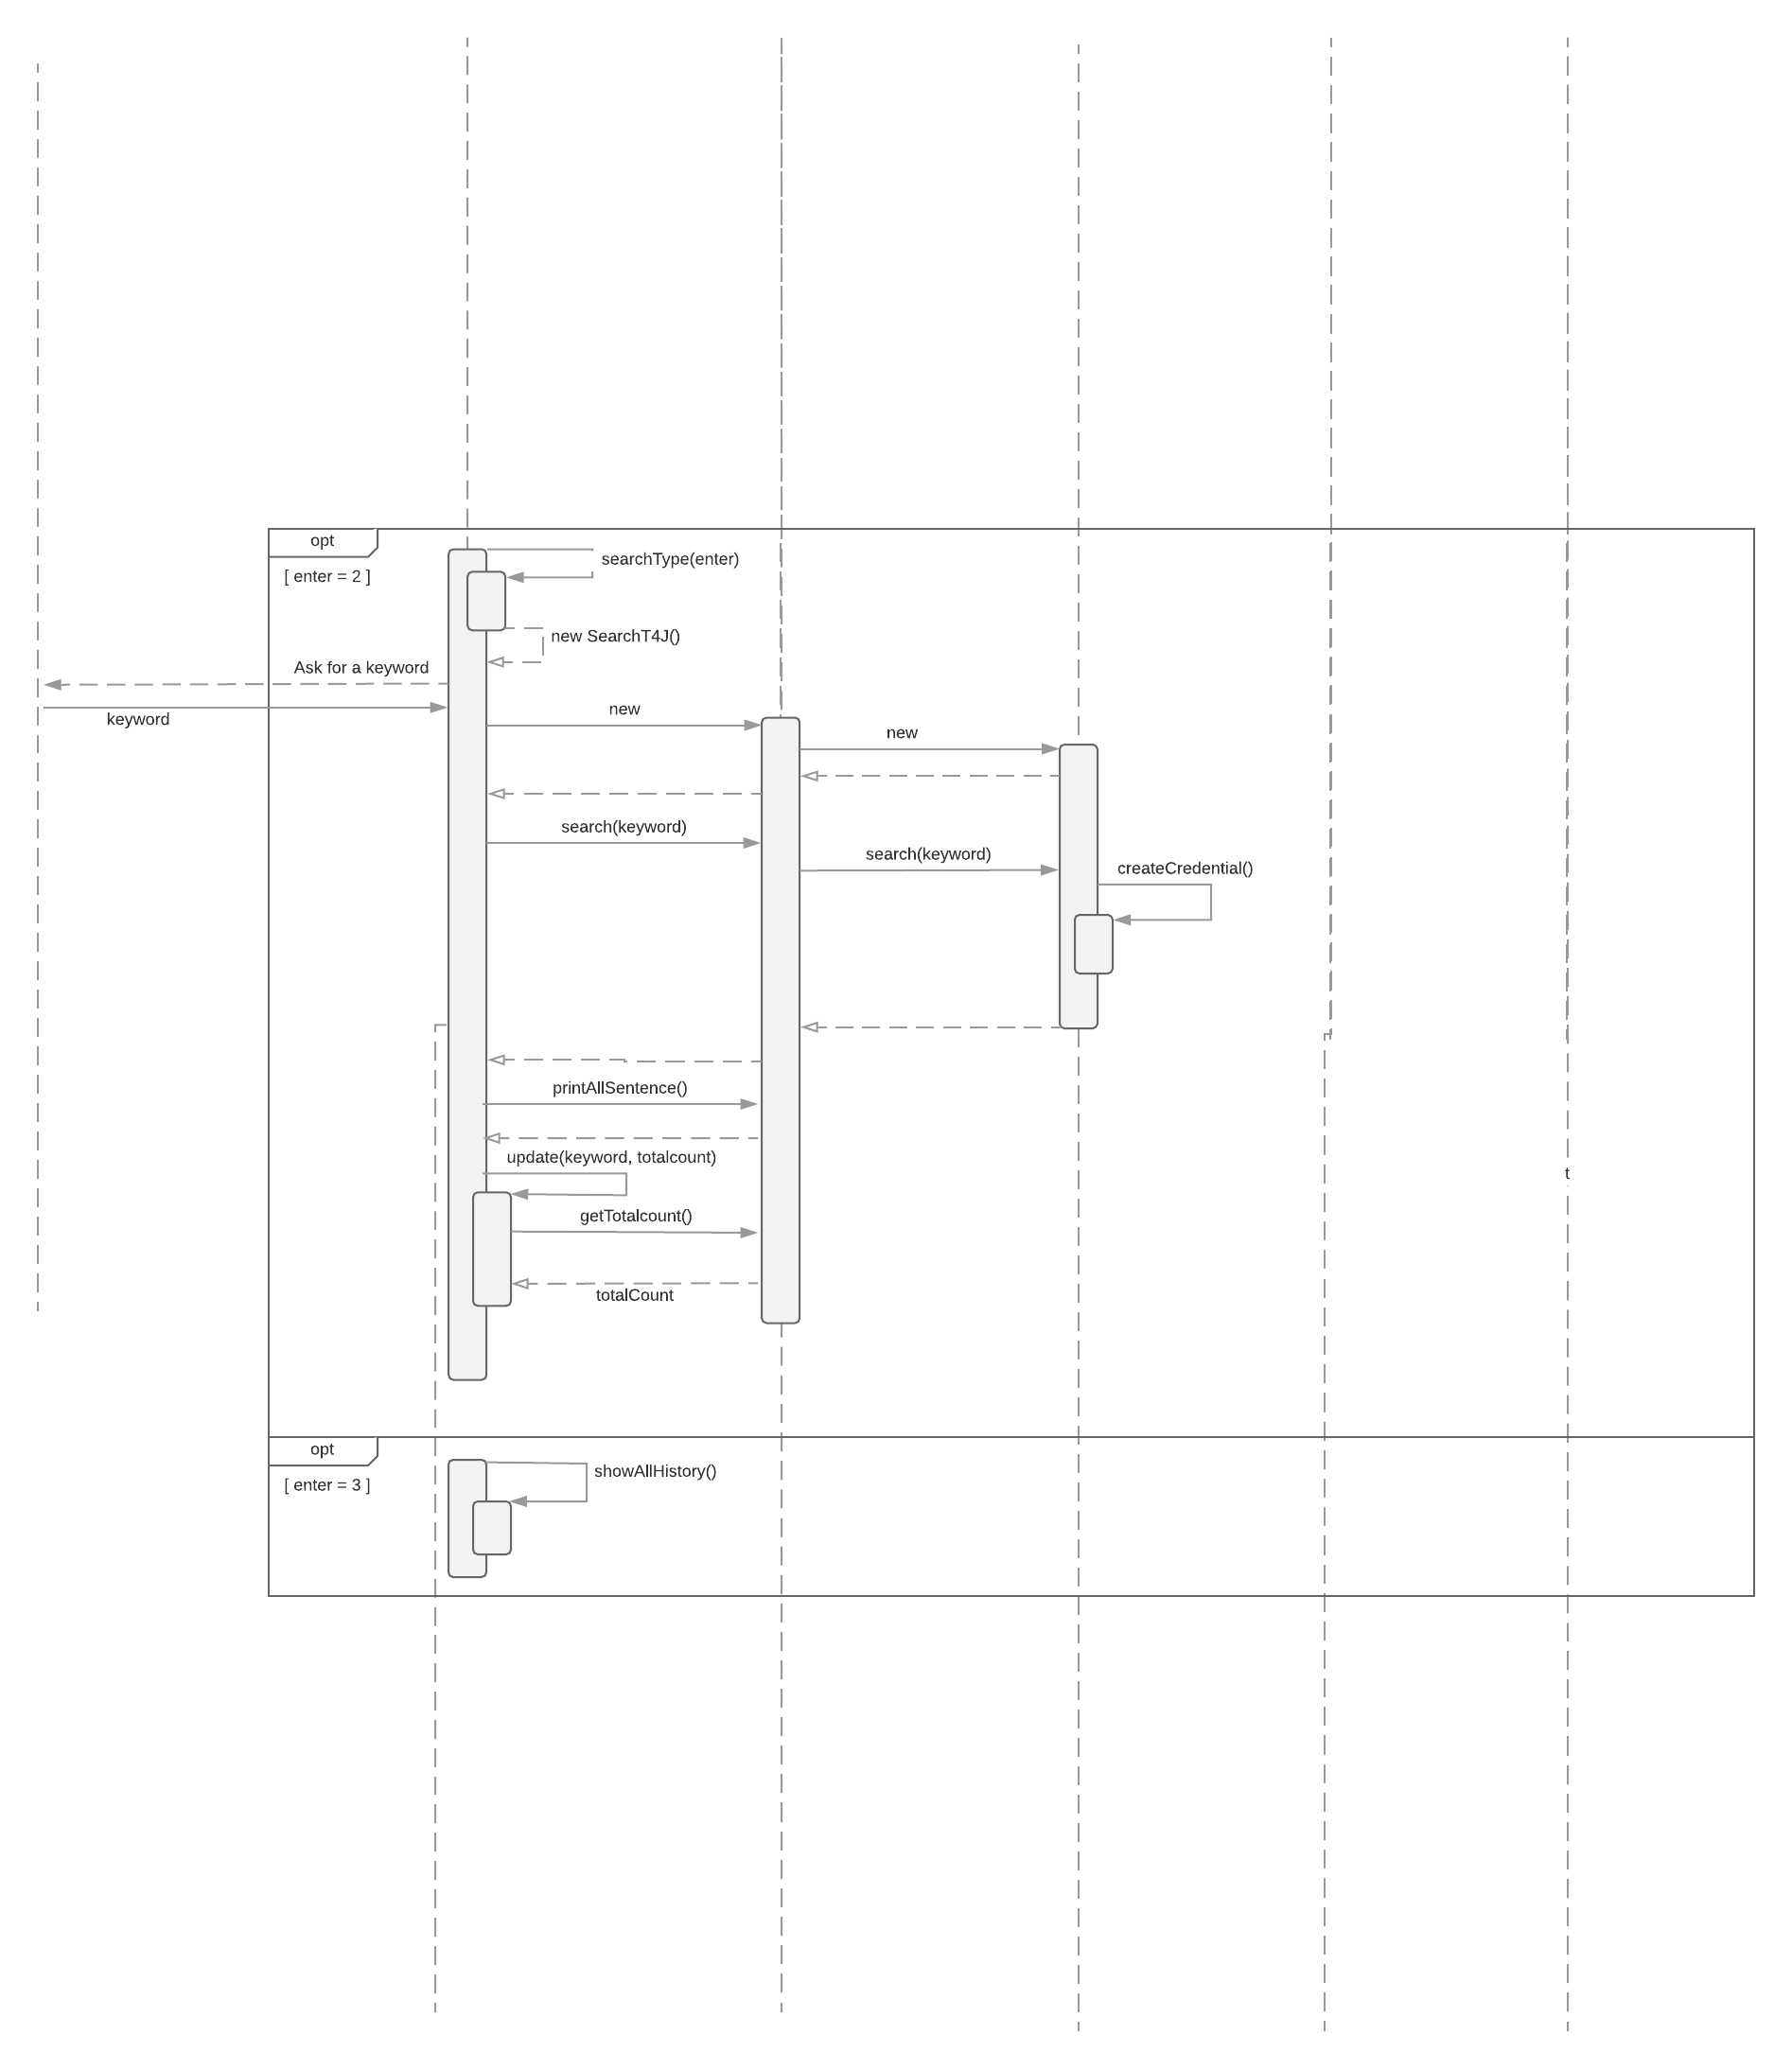 opt
searchType(enter)
[ enter = 2 ]
new SearchT4J()
Ask for a keyword
keyword
new
new
search(keyword)
search(keyword)
createCredential()
printAllSentence()
update(keyword, totalcount)
t
getTotalcount()
totalCount
opt
showAllHistory()
[ enter = 3 ]